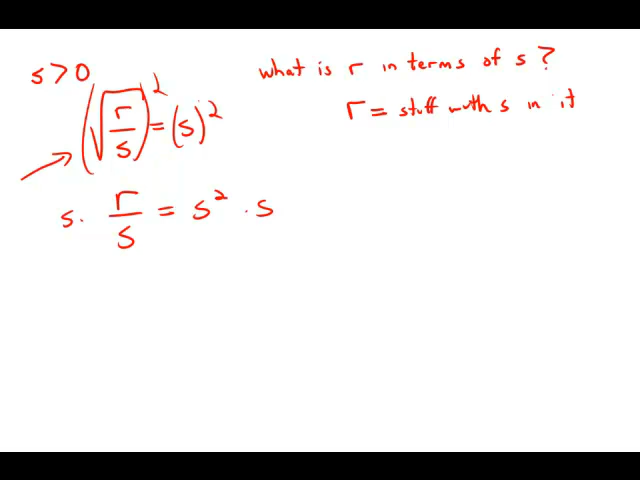 s > 0
what is r in terms of s ?
r = stuff with s in it
(√(r/s))² = (s)²
s · r/s = s² · s